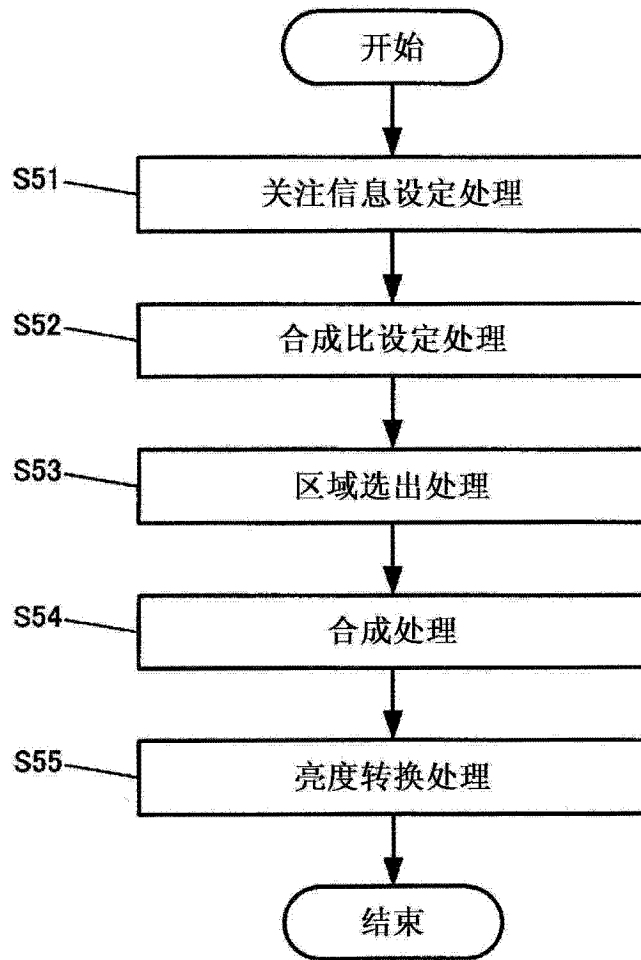 开始
S51
关注信息设定处理
S52
合成比设定处理
S53
区域选出处理
S54
合成处理
S55
亮度转换处理
结束